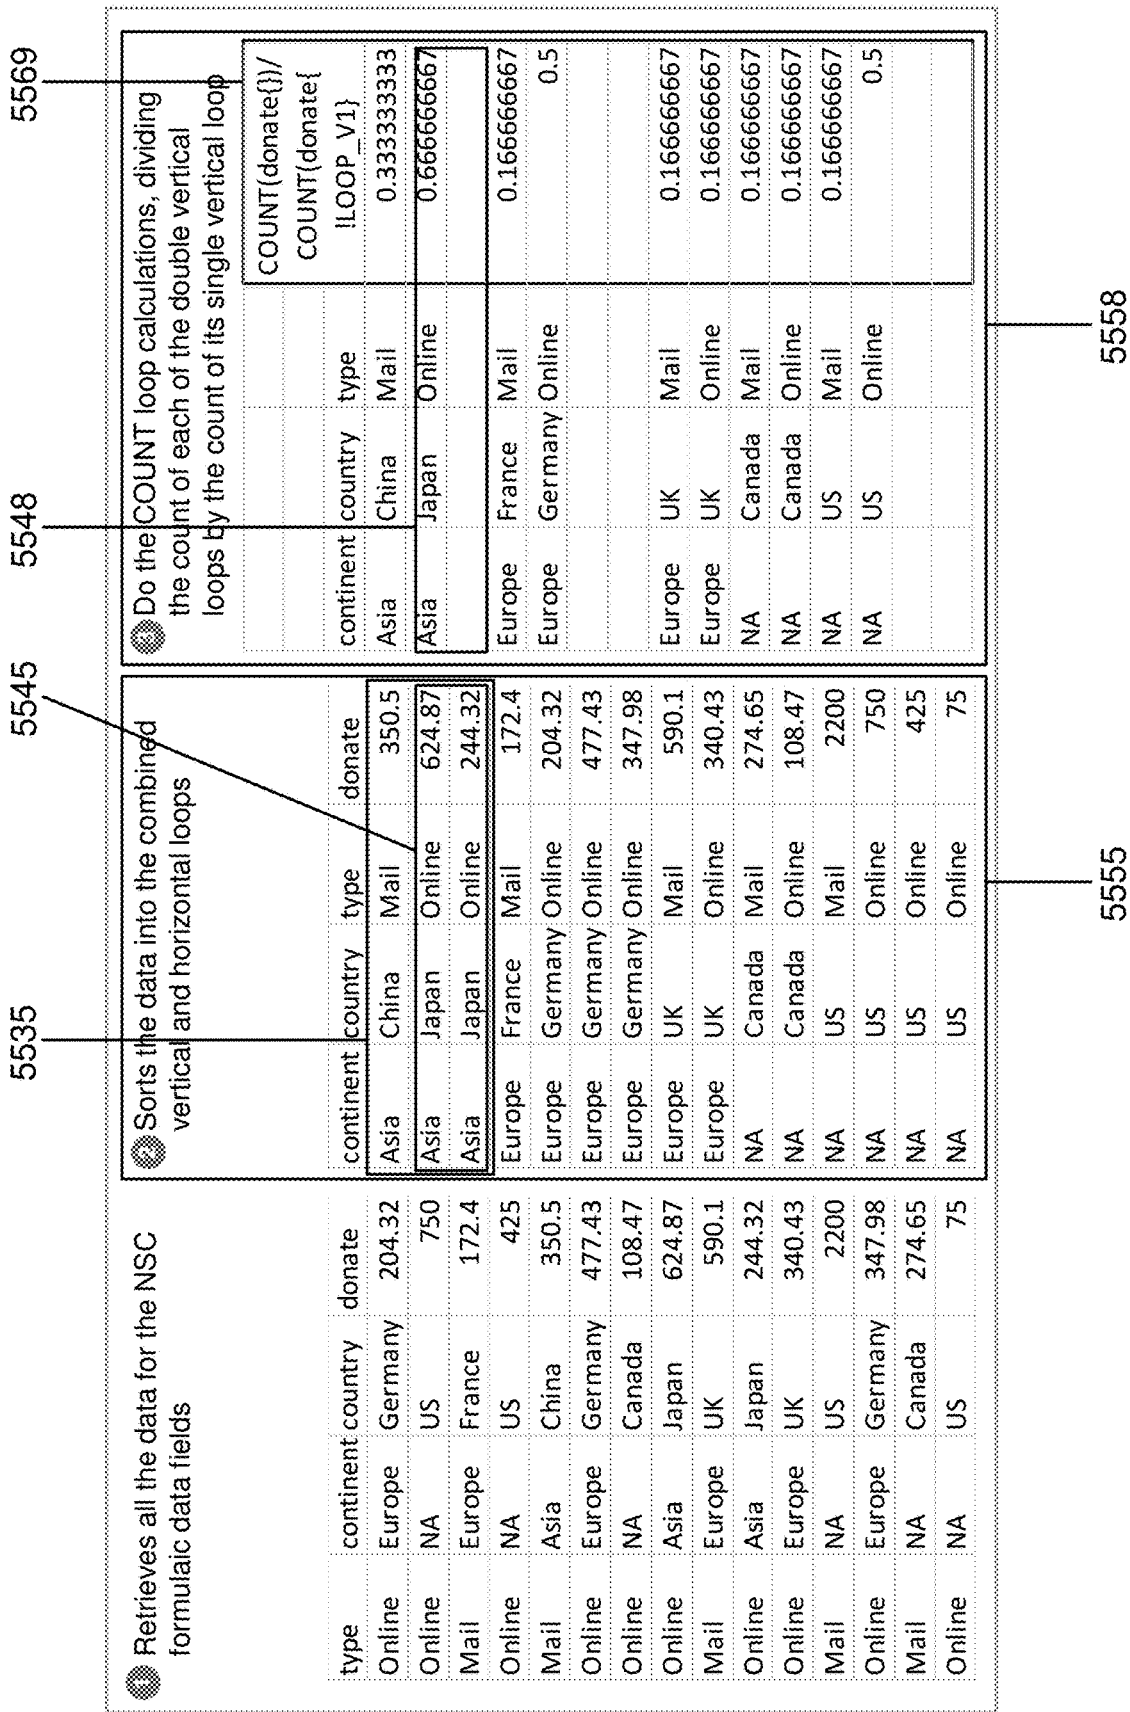 5535
5545
5548
5569
Retrieves all the data for the NSC
formulaic data fields
type continent country donate
Online Europe Germany 204.32
Online NA US 750
Mail Europe France 172.4
Online NA US 425
Mail Asia China 350.5
Online Europe Germany 477.43
Online NA Canada 108.47
Online Asia Japan 624.87
Mail Europe UK 590.1
Online Asia Japan 244.32
Online Europe UK 340.43
Mail NA US 2200
Online Europe Germany 347.98
Mail NA Canada 274.65
Online NA US 75
Sorts the data into the combined
vertical and horizontal loops
continent country type donate
Asia China Mail 350.5
Asia Japan Online 624.87
Asia Japan Online 244.32
Europe France Mail 172.4
Europe Germany Online 204.32
Europe Germany Online 477.43
Europe Germany Online 347.98
Europe UK Mail 590.1
Europe UK Online 340.43
NA Canada Mail 274.65
NA Canada Online 108.47
NA US Mail 2200
NA US Online 750
NA US Online 425
NA US Online 75
Do the COUNT loop calculations, dividing
the count of each of the double vertical
loops by the count of its single vertical loop
COUNT(donate{})/
COUNT(donate{
continent country type !LOOP_V1}
Asia China Mail 0.333333333
Asia Japan Online 0.666666667
Europe France Mail 0.166666667
Europe Germany Online 0.5
Europe UK Mail 0.166666667
Europe UK Online 0.166666667
NA Canada Mail 0.166666667
NA Canada Online 0.166666667
NA US Mail 0.166666667
NA US Online 0.5
5555
5558